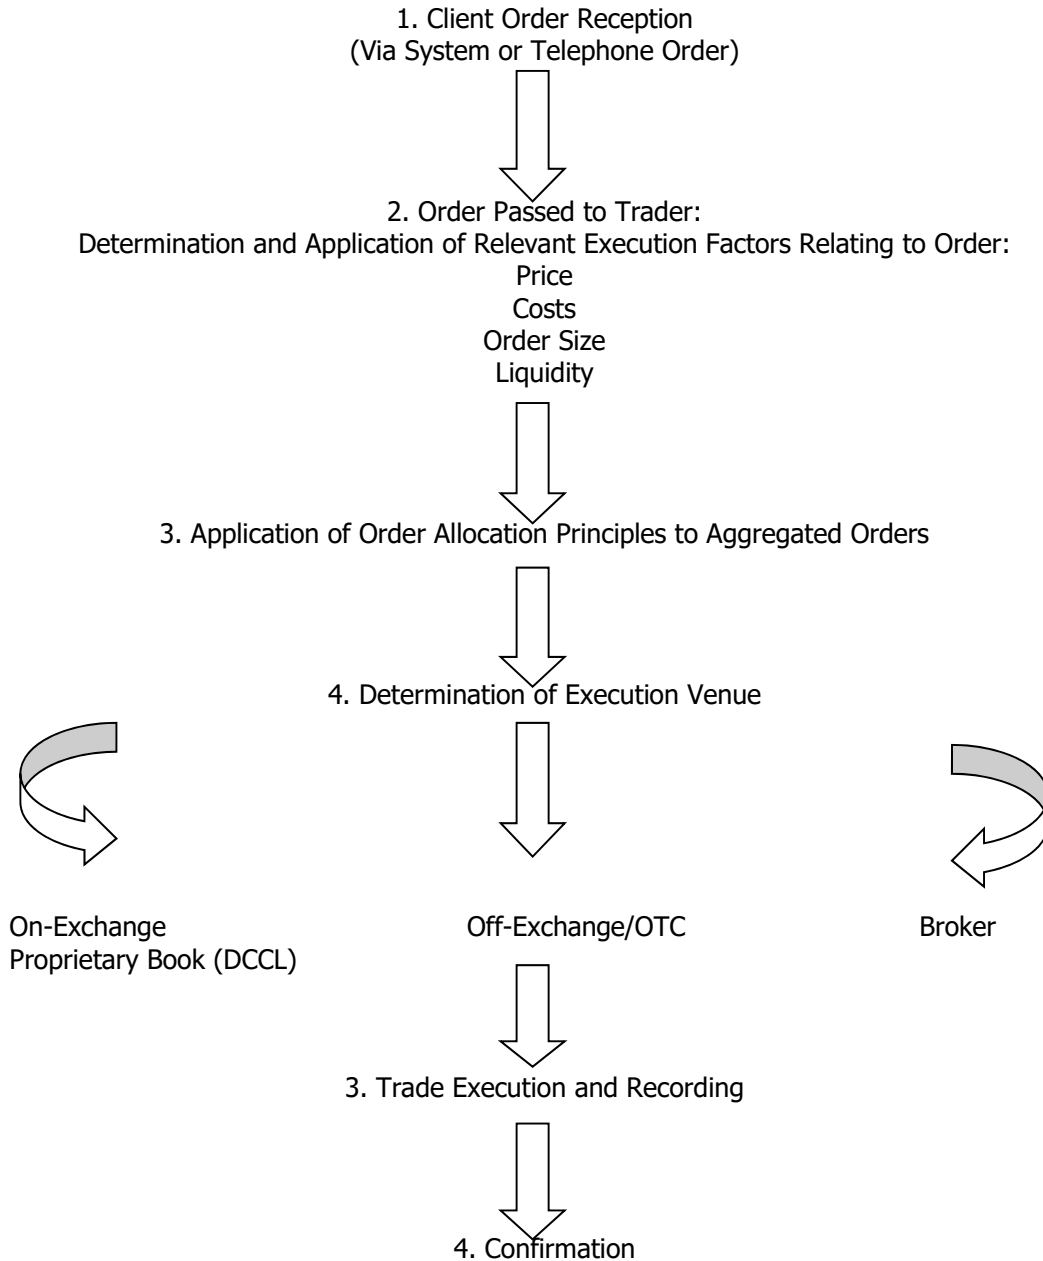 1. Client Order Reception
(Via System or Telephone Order)
2. Order Passed to Trader:
Determination and Application of Relevant Execution Factors Relating to Order:
Price
Costs
Order Size
Liquidity
3. Application of Order Allocation Principles to Aggregated Orders
4. Determination of Execution Venue
On-Exchange
Proprietary Book (DCCL)
Off-Exchange/OTC
Broker
3. Trade Execution and Recording
4. Confirmation